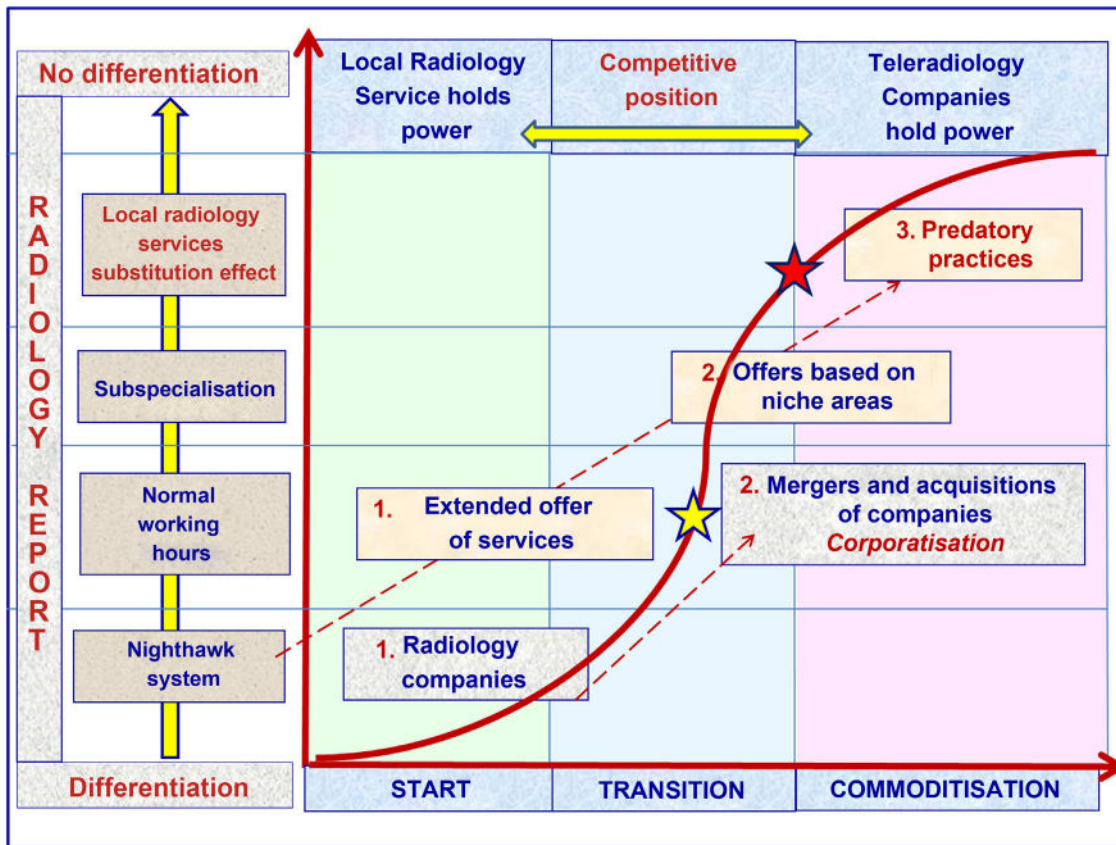 No differentiation
RADIOLOGY REPORT
Local radiology
services
substitution effect
Subspecialisation
Normal
working
hours
Nighthawk
system
Differentiation
Local Radiology
Service holds
power
Competitive
position
Teleradiology
Companies
hold power
3. Predatory
practices
2. Offers based on
niche areas
1. Extended offer
of services
2. Mergers and acquisitions
of companies
Corporatisation
1. Radiology
companies
START
TRANSITION
COMMODITISATION